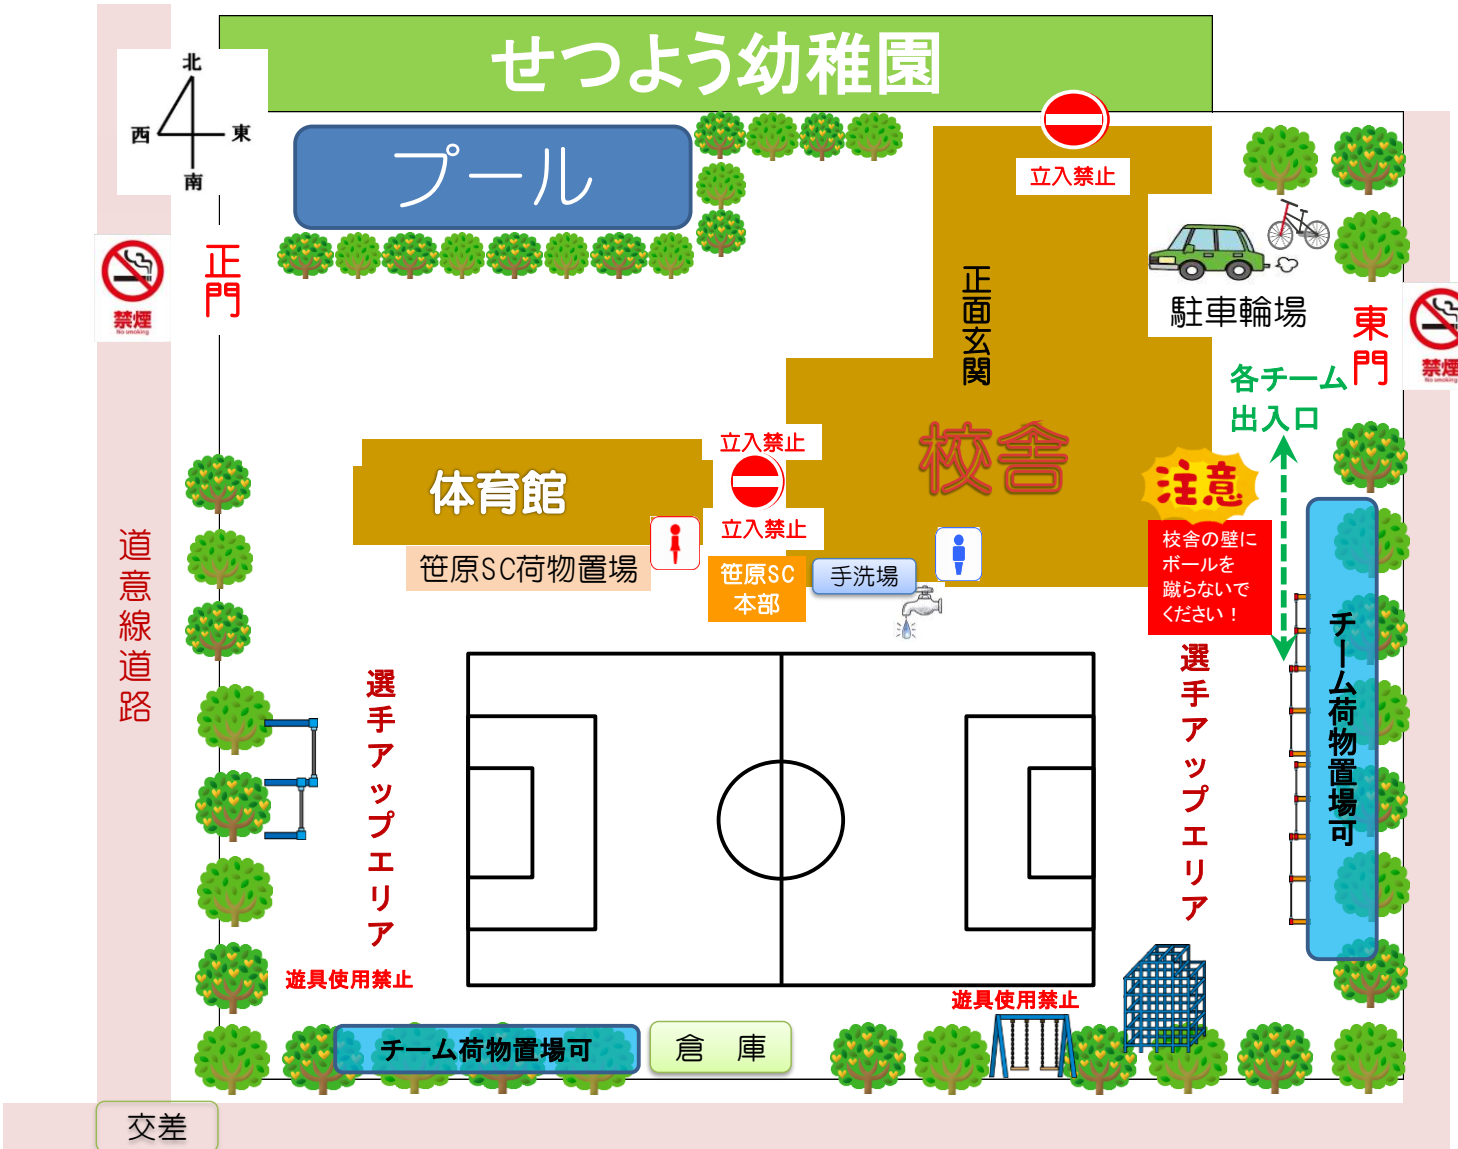 せつよう幼稚園
北
西
東
南
プール
立入禁止
正門
禁煙
No smoking
正面玄関
駐車輪場
東門
禁煙
No smoking
各チーム
出入口
校舎
立入禁止
体育館
立入禁止
注意
校舎の壁に
ボールを
蹴らないで
ください！
笹原SC荷物置場
笹原SC
本部
手洗場
道意線道路
選手アップエリア
選手アップエリア
チーム荷物置場可
遊具使用禁止
遊具使用禁止
チーム荷物置場可
倉 庫
交差